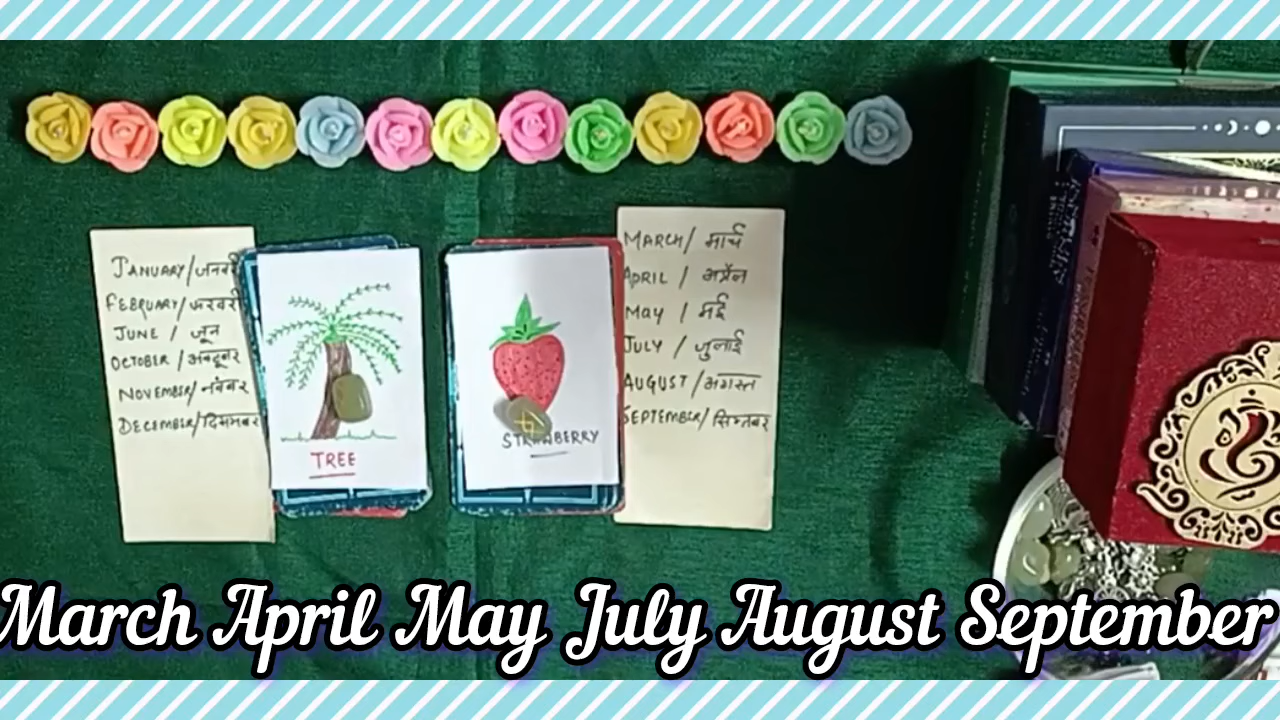 JANUARY/जनवरी
FEBRUARY/फरवरी
JUNE / जून
OCTOBER / अक्टूबर
NOVEMBER/नवंबर
DECEMBER/दिसम्बर
TREE
STRAWBERRY
MARCH/ मार्च
APRIL / अप्रैल
MAY / मई
JULY / जुलाई
AUGUST /अगस्त
SEPTEMBER/ सितम्बर
March April May July August September